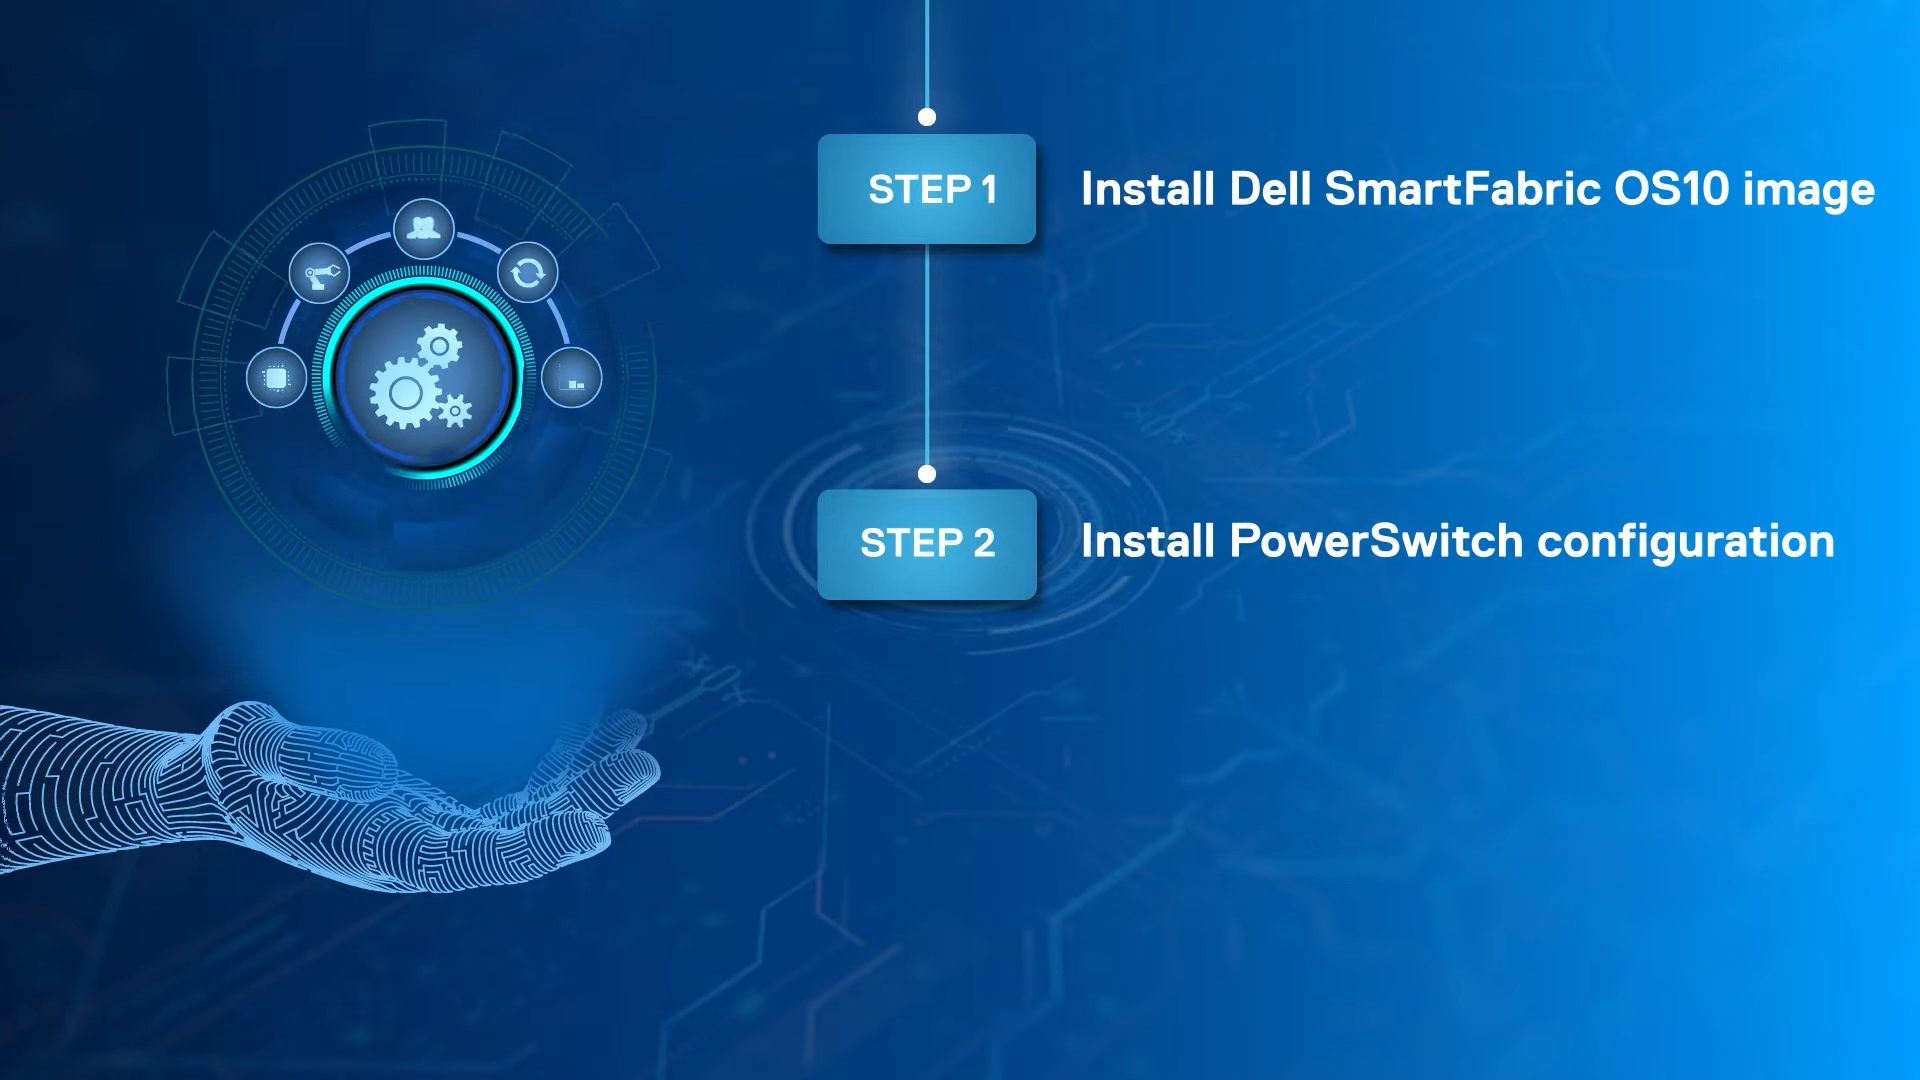 STEP 1
Install Dell SmartFabric OS10 image
STEP 2
Install PowerSwitch configuration